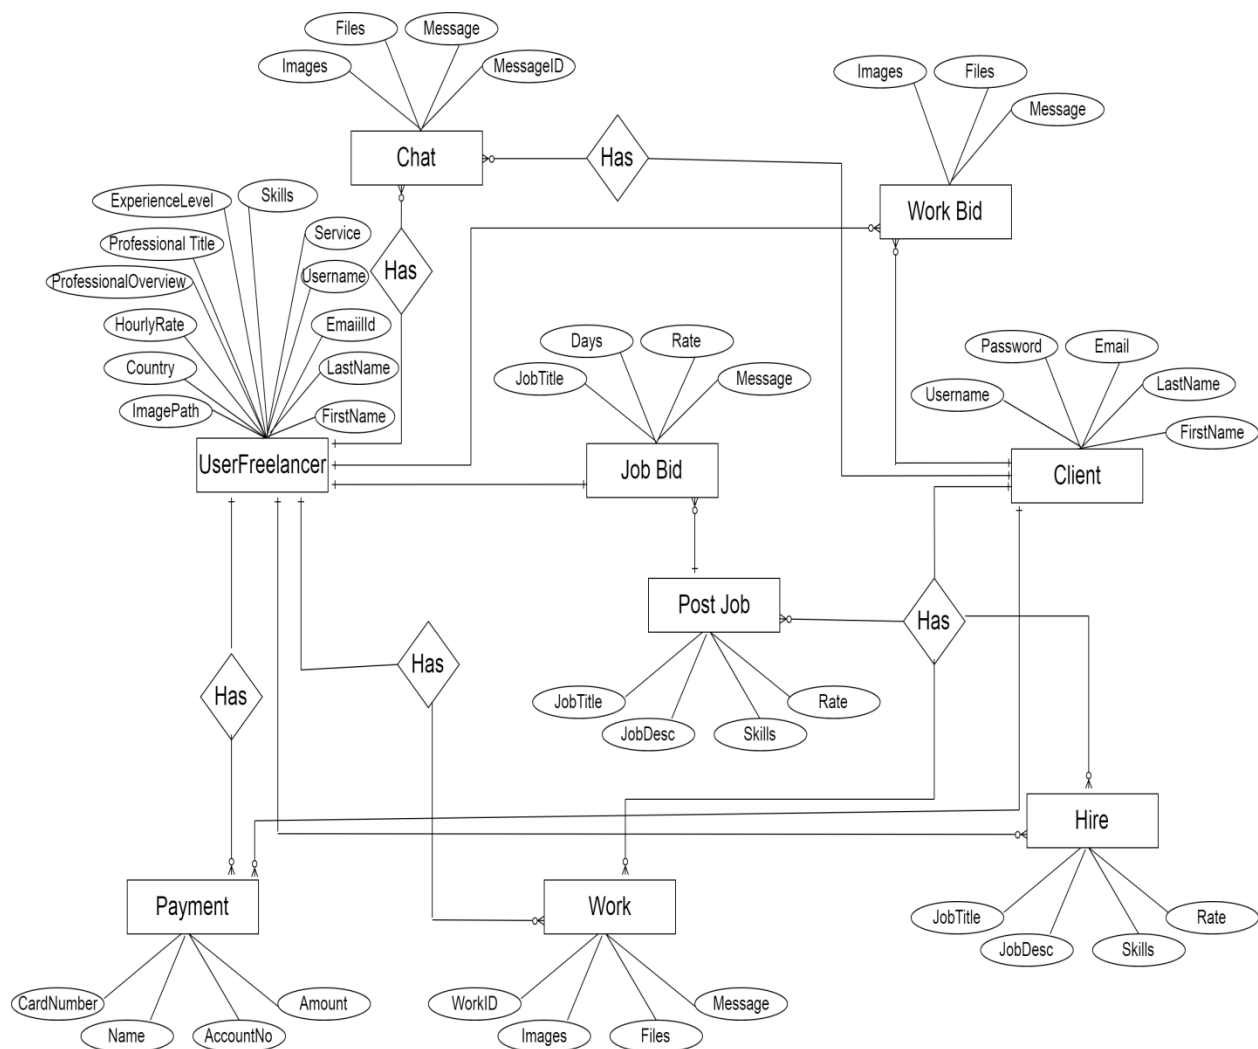 Files
Message
Images
MessageID
Chat
Has
Images
Files
Message
Work Bid
ExperienceLevel
Skills
Professional Title
Service
ProfessionalOverview
Username
HourlyRate
EmaiilId
Country
LastName
ImagePath
FirstName
UserFreelancer
Has
Days
Rate
JobTitle
Message
Job Bid
Password
Email
Username
LastName
FirstName
Client
Post Job
Has
JobTitle
Rate
JobDesc
Skills
Has
Has
Payment
CardNumber
Amount
Name
AccountNo
Work
WorkID
Message
Images
Files
Hire
JobTitle
Rate
JobDesc
Skills